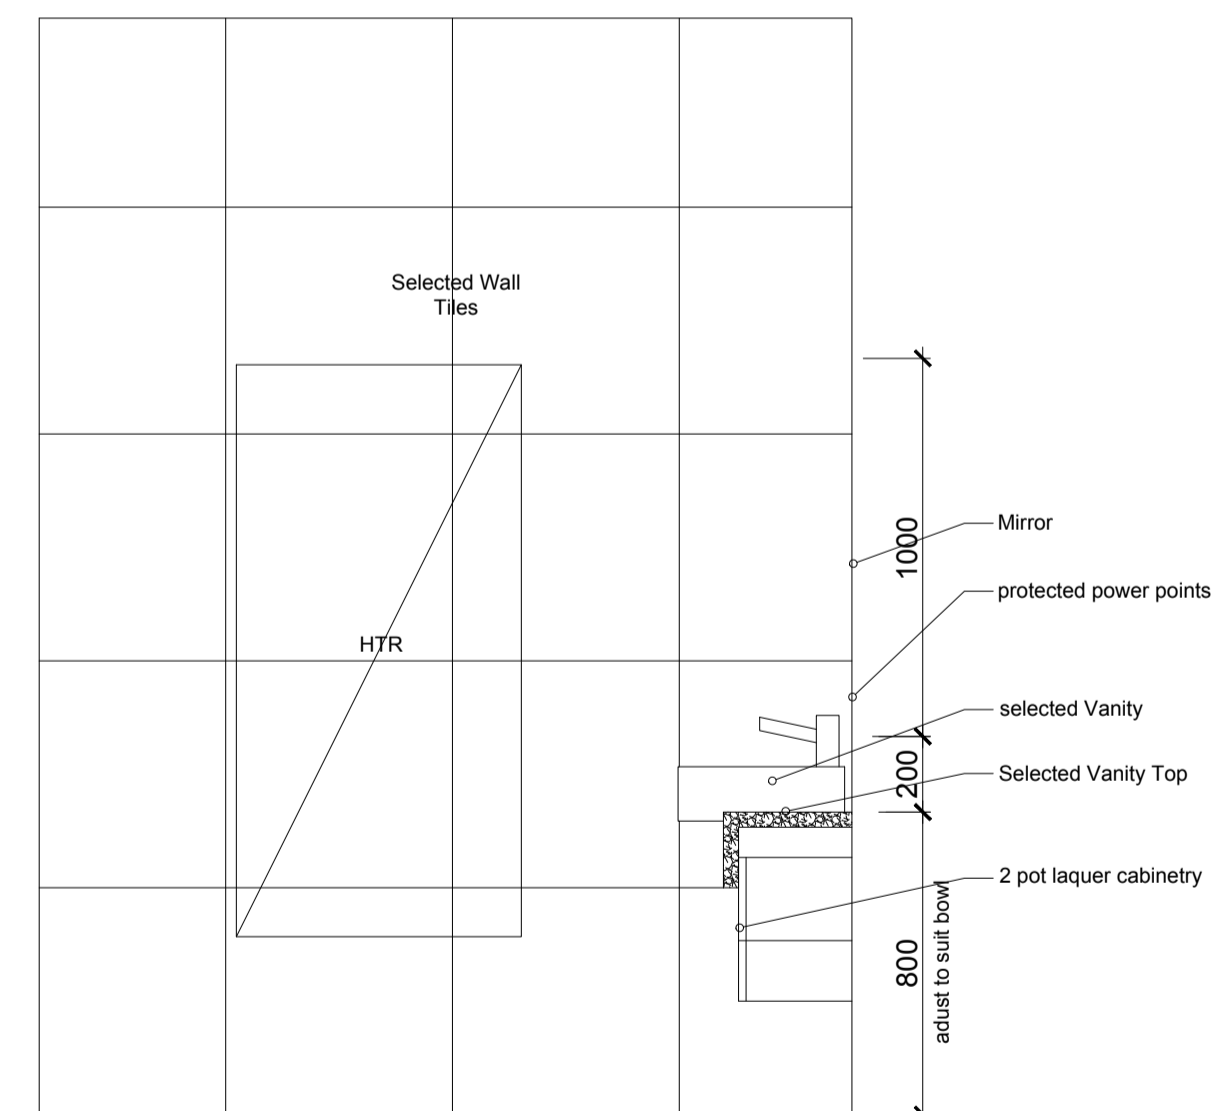 Selected Wall
Tiles
HTR
1000
Mirror
protected power points
selected Vanity
200
Selected Vanity Top
2 pot laquer cabinetry
800
adust to suit bowl